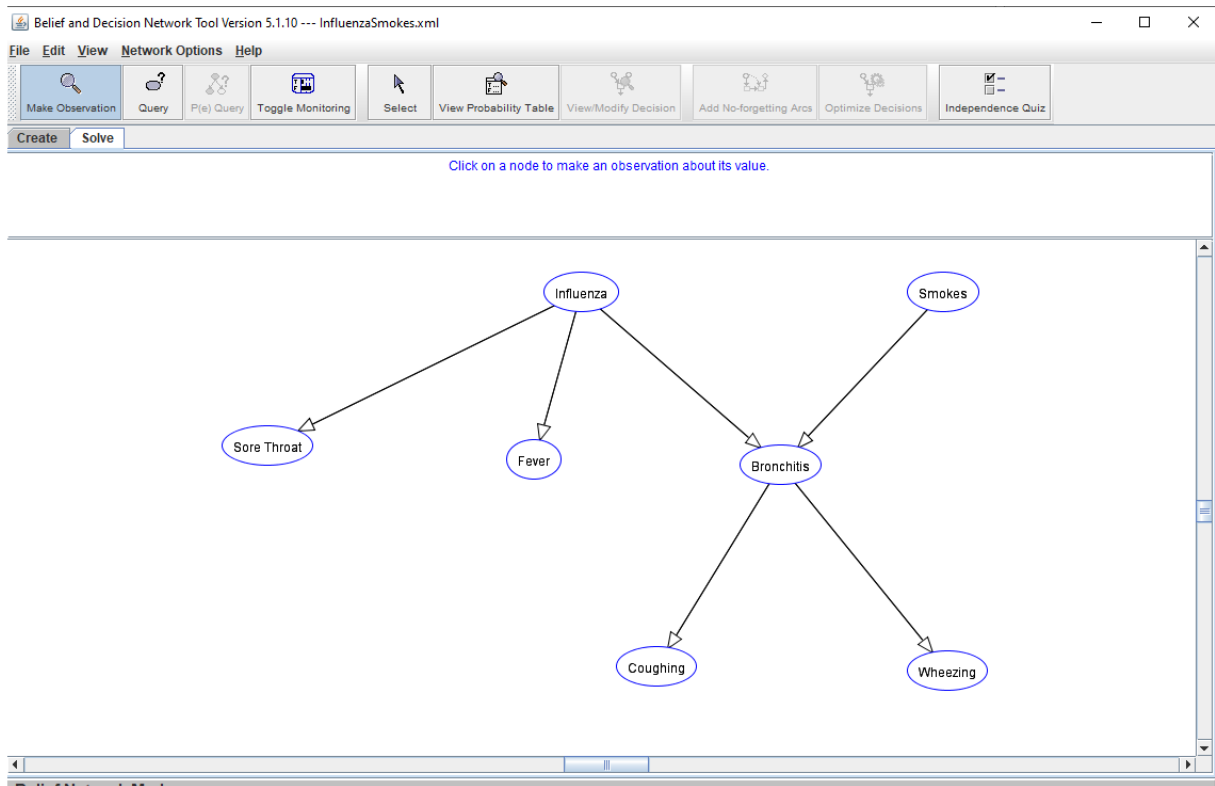 Belief and Decision Network Tool Version 5.1.10 --- InfluenzaSmokes.xml
File Edit View Network Options Help
Make Observation Query P(e) Query Toggle Monitoring Select View Probability Table View/Modify Decision Add No-forgetting Arcs Optimize Decisions Independence Quiz
Create Solve
Click on a node to make an observation about its value.
Influenza Smokes
Sore Throat Fever Bronchitis
Coughing Wheezing